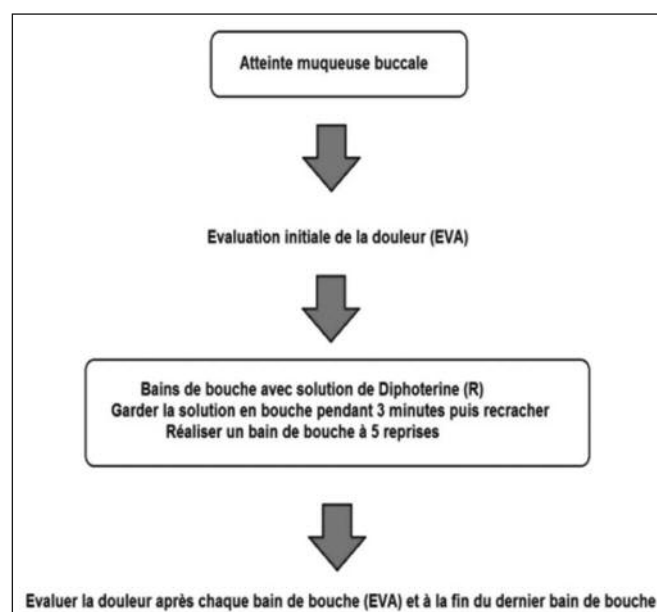 Atteinte muqueuse buccale
Evaluation initiale de la douleur (EVA)
Bains de bouche avec solution de Diphoterine (R)
Garder la solution en bouche pendant 3 minutes puis recracher
Réaliser un bain de bouche à 5 reprises
Evaluer la douleur après chaque bain de bouche (EVA) et à la fin du dernier bain de bouche